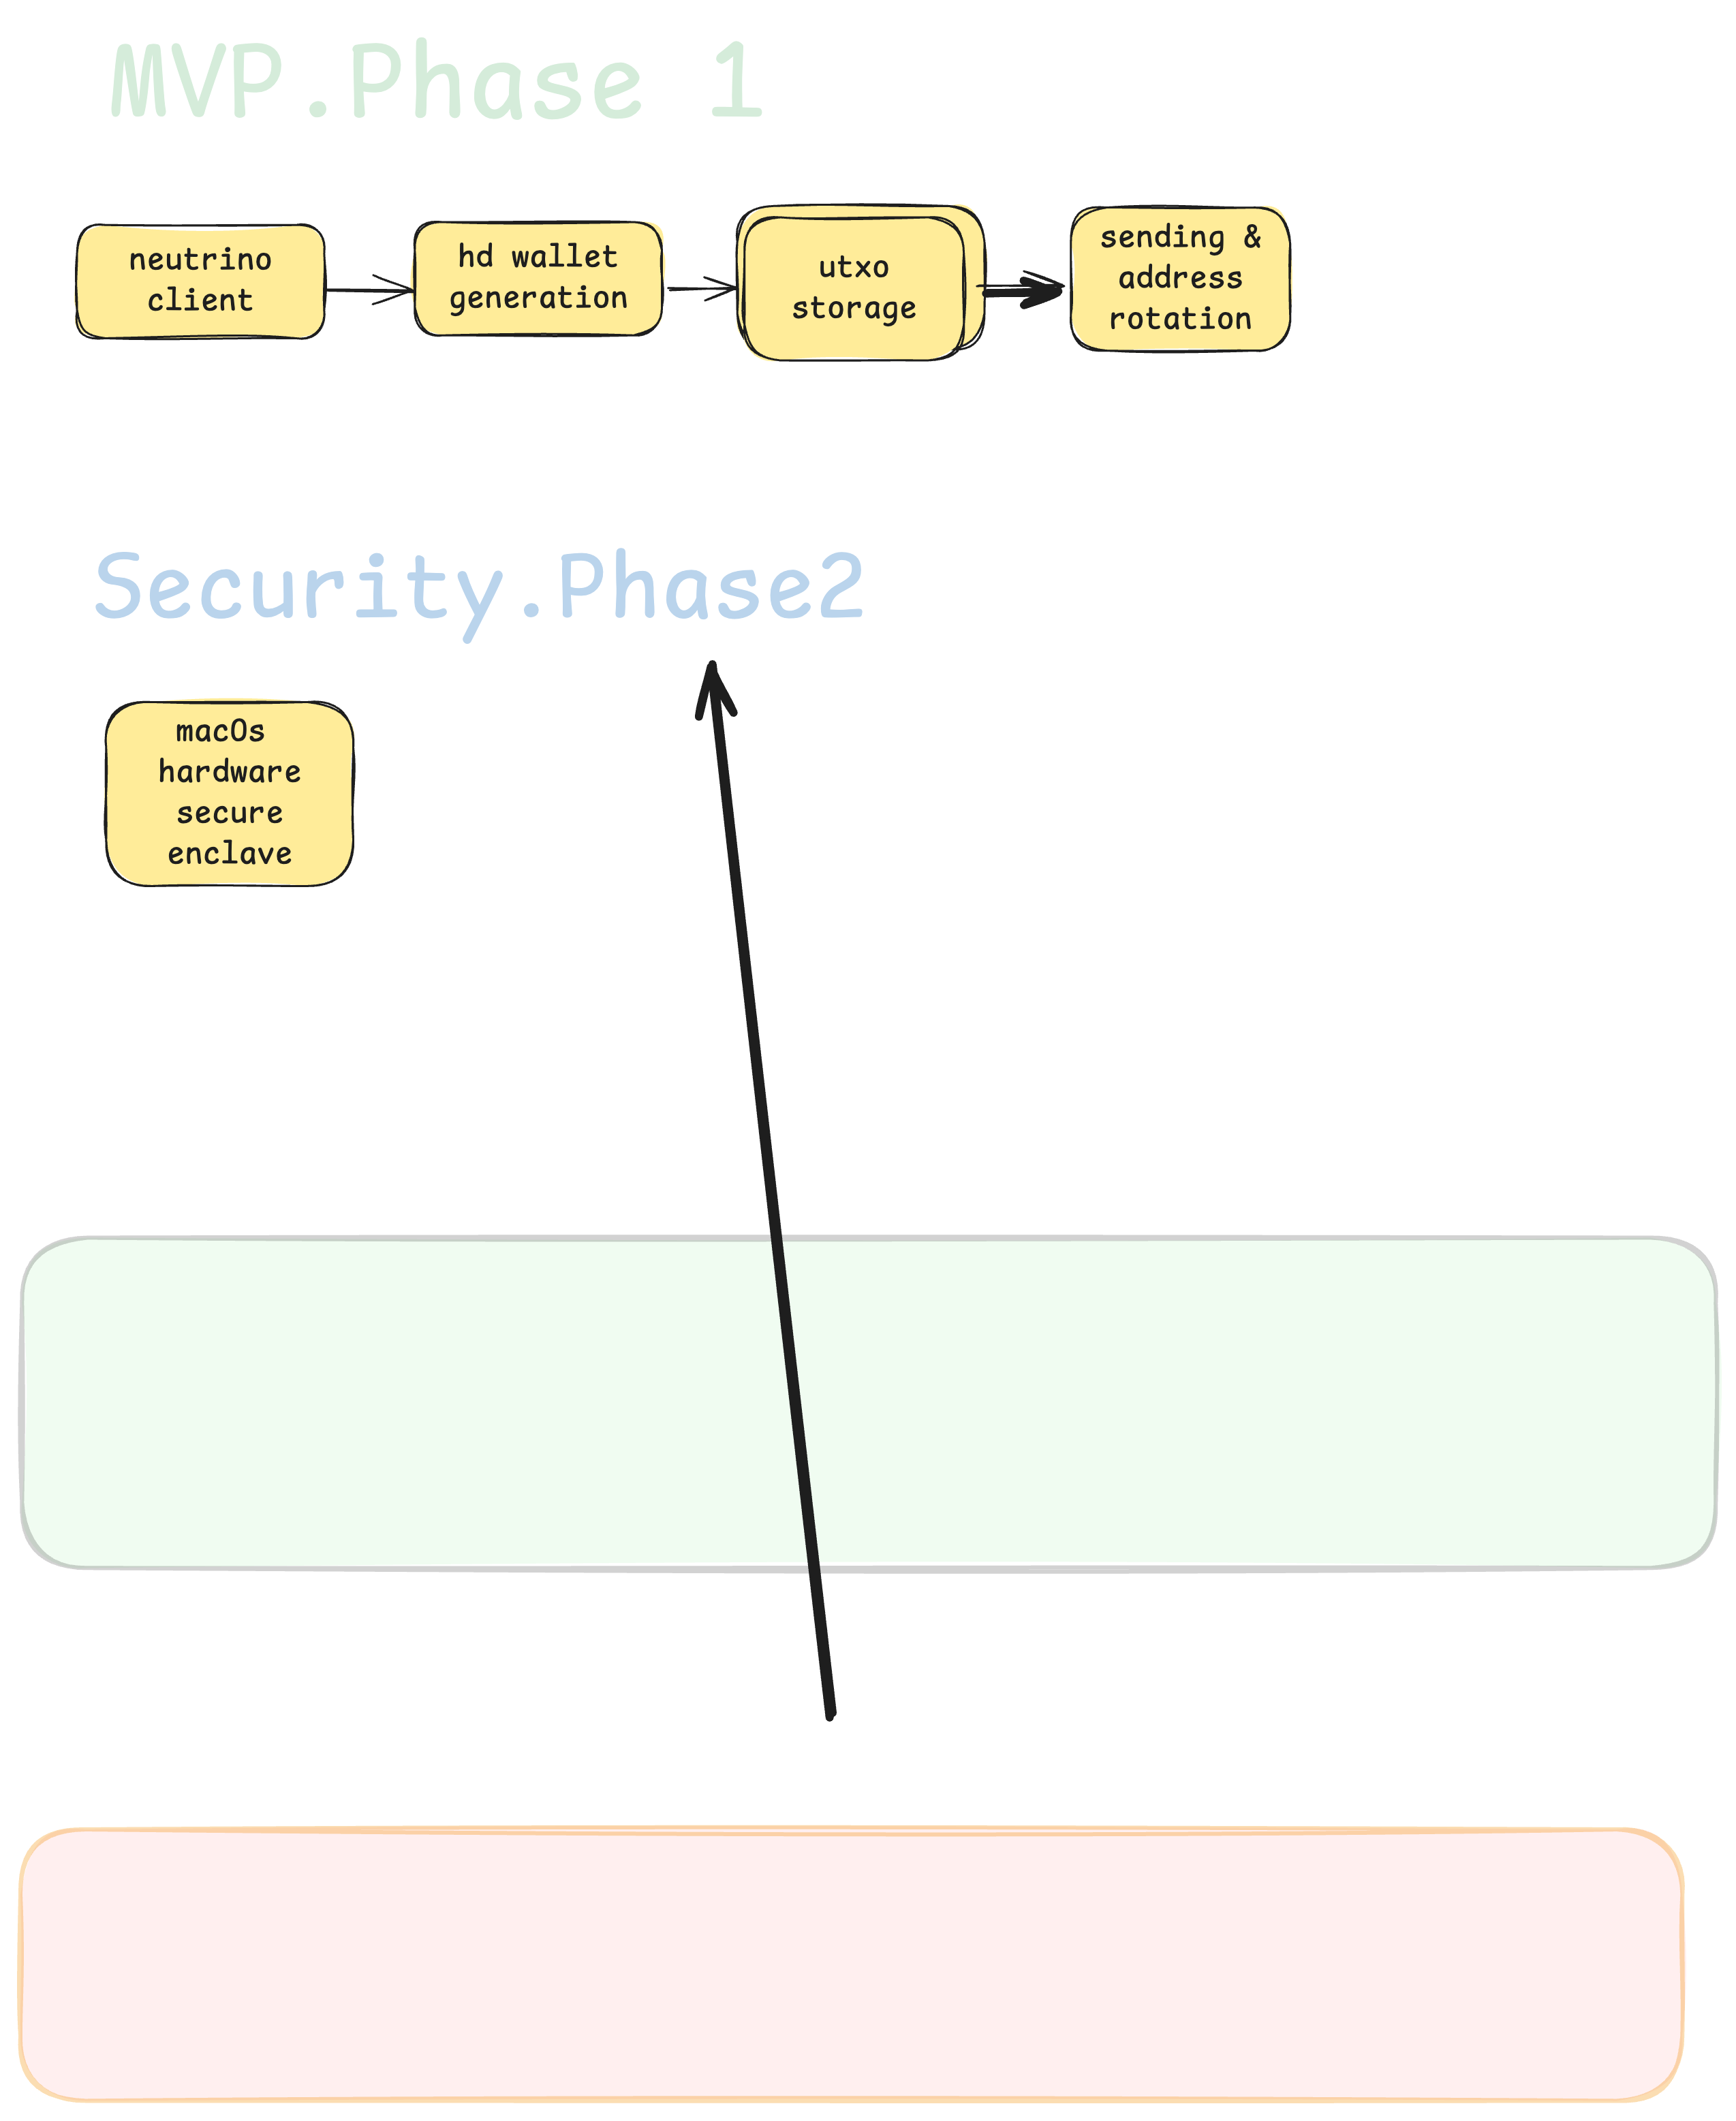 MVP.Phase 1
neutrino
client
hd wallet
generation
utxo
storage
sending &
address
rotation
Security.Phase2
macOs
hardware
secure
enclave